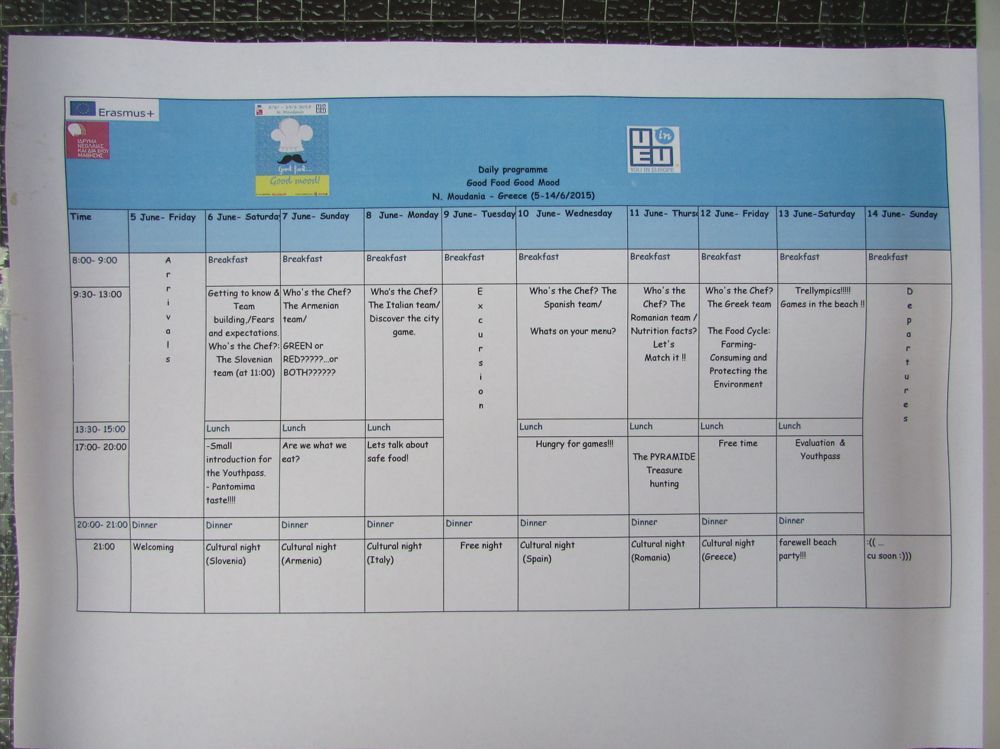 Erasmus+
ΙΔΡΥΜΑ
ΝΕΟΛΑΙΑΣ
ΚΑΙ ΔΙΑ ΒΙΟΥ
ΜΑΘΗΣΗΣ
5/6/ - 14/6 2015
N. Moudania
Good food...
Good mood!
U in
EU
YOU IN EUROPE
Daily programme
Good Food Good Mood
N. Moudania - Greece (5-14/6/2015)
Time
5 June- Friday
6 June- Saturday
7 June- Sunday
8 June- Monday
9 June- Tuesday
10 June- Wednesday
11 June- Thursd
12 June- Friday
13 June-Saturday
14 June- Sunday
8:00- 9:00
Arrivals
Breakfast
Breakfast
Breakfast
Breakfast
Breakfast
Breakfast
Breakfast
Breakfast
Breakfast
9:30- 13:00
Getting to know &
Team
building,/Fears
and expectations.
Who's the Chef?:
The Slovenian
team (at 11:00)
Who's the Chef?
The Armenian
team/
GREEN or
RED?????...or
BOTH??????
Who's the Chef?
The Italian team/
Discover the city
game.
Excursion
Who's the Chef? The
Spanish team/
Whats on your menu?
Who's the
Chef? The
Romanian team /
Nutrition facts?
Let's
Match it !!
Who's the Chef?
The Greek team
The Food Cycle:
Farming-
Consuming and
Protecting the
Environment
Trellympics!!!!!
Games in the beach !!
Departures
13:30- 15:00
Lunch
Lunch
Lunch
Lunch
Lunch
Lunch
Lunch
17:00- 20:00
-Small
introduction for
the Youthpass.
- Pantomima
taste!!!!
Are we what we
eat?
Lets talk about
safe food!
Hungry for games!!!
The PYRAMIDE
Treasure
hunting
Free time
Evaluation &
Youthpass
20:00- 21:00
Dinner
Dinner
Dinner
Dinner
Dinner
Dinner
Dinner
Dinner
Dinner
21:00
Welcoming
Cultural night
(Slovenia)
Cultural night
(Armenia)
Cultural night
(Italy)
Free night
Cultural night
(Spain)
Cultural night
(Romania)
Cultural night
(Greece)
farewell beach
party!!!
:(( ...
cu soon :)))